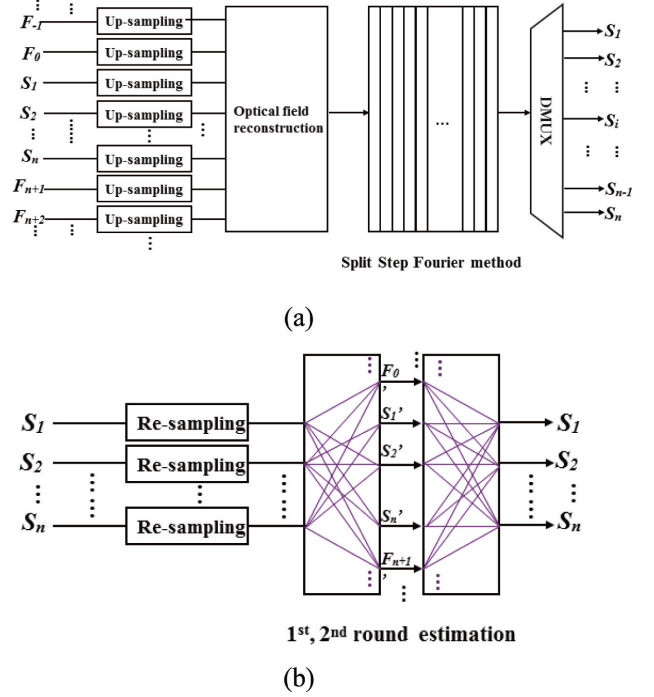 F-1 Up-sampling
F0 Up-sampling
S1 Up-sampling
S2 Up-sampling
Sn Up-sampling
Fn+1 Up-sampling
Fn+2 Up-sampling
Optical field
reconstruction
...
Split Step Fourier method
DMUX
S1
S2
Si
Sn-1
Sn
(a)
S1 Re-sampling
S2 Re-sampling
Sn Re-sampling
F0'
S1'
S2'
Sn'
Fn+1'
S1
S2
Sn
1st, 2nd round estimation
(b)